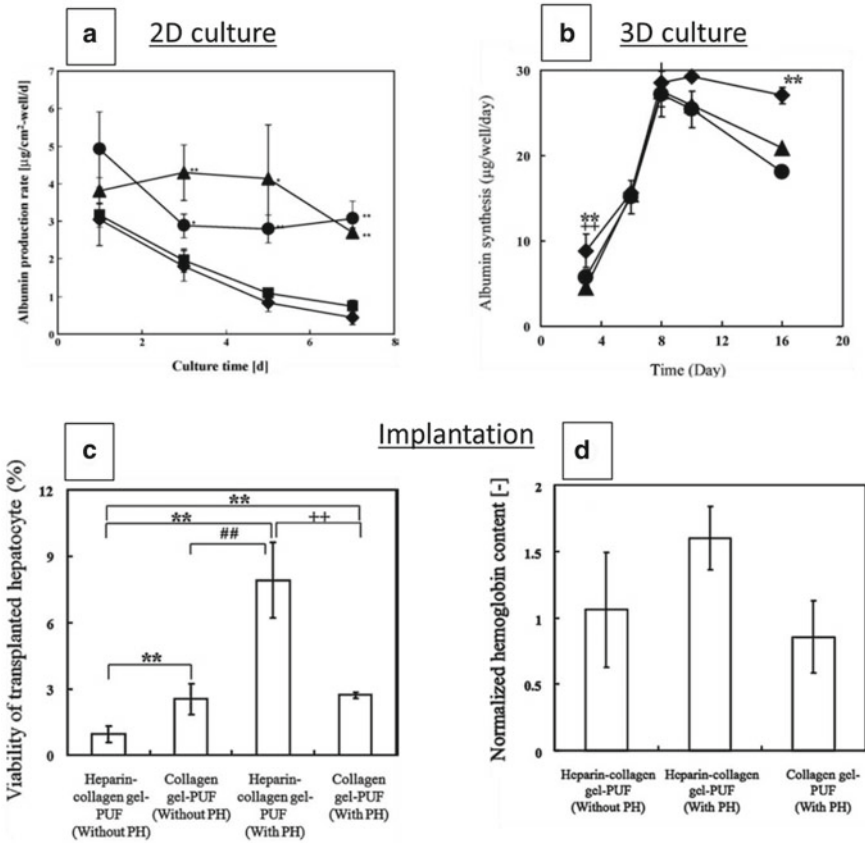 a
2D culture
Albumin production rate [µg/cm²-well/d]
7
6
5
4
3
2
1
0
0
2
4
6
8
Culture time [d]
**
*
*
**
**
**
b
3D culture
Albumin synthesis (µg/well/day)
30
20
10
0
0
4
8
12
16
20
Time (Day)
**
++
**
Implantation
c
Viability of transplanted hepatocyte (%)
12
9
6
3
0
**
**
++
##
**
Heparin-
collagen gel-
PUF
(Without PH)
Collagen
gel-PUF
(Without PH)
Heparin-
collagen gel-
PUF
(With PH)
Collagen
gel-PUF
(With PH)
d
Normalized hemoglobin content [-]
2
1.5
1
0.5
0
Heparin-collagen
gel-PUF
(Without PH)
Heparin-collagen
gel-PUF
(With PH)
Collagen gel-
PUF
(With PH)